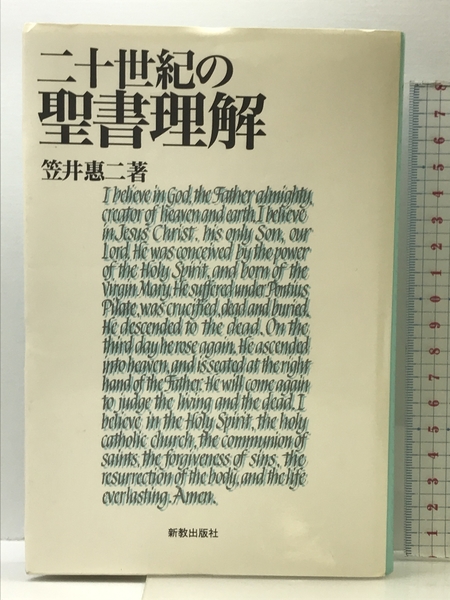 二十世紀の
聖書理解
笠井惠二著
I believe in God, the Father almighty,
creator of heaven and earth. I believe
in Jesus Christ, his only Son, our
Lord. He was conceived by the power
of the Holy Spirit, and born of the
Virgin Mary. He suffered under Pontius
Pilate, was crucified, dead and buried.
He descended to the dead. On the
third day he rose again. He ascended
into heaven, and is seated at the right
hand of the Father. He will come again
to judge the living and the dead. I
believe in the Holy Spirit, the holy
catholic church, the communion of
saints, the forgiveness of sins, the
resurrection of the body, and the life
everlasting. Amen.
新教出版社